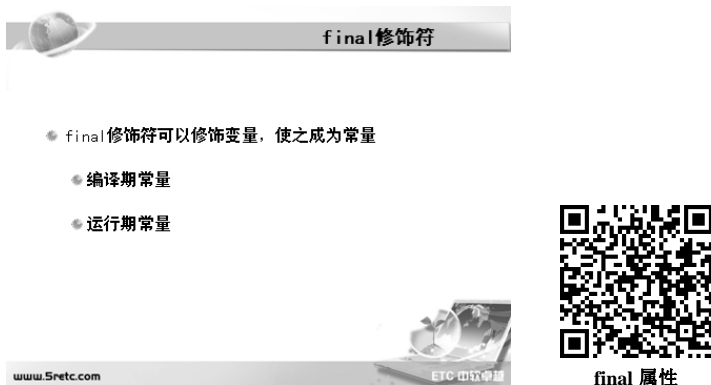 final修饰符
final修饰符可以修饰变量，使之成为常量
编译期常量
运行期常量
www.5retc.com
ETC 中软卓越
final 属性